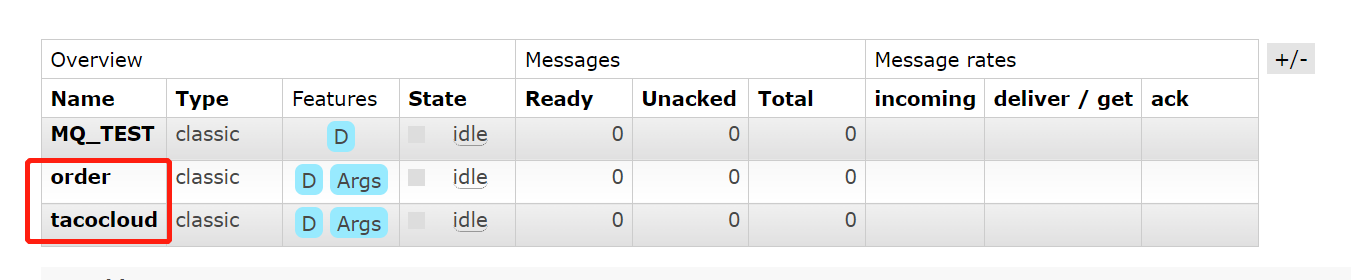 Overview Messages Message rates +/-
Name Type Features State Ready Unacked Total incoming deliver / get ack
MQ_TEST classic D idle 0 0 0
order classic D Args idle 0 0 0
tacocloud classic D Args idle 0 0 0